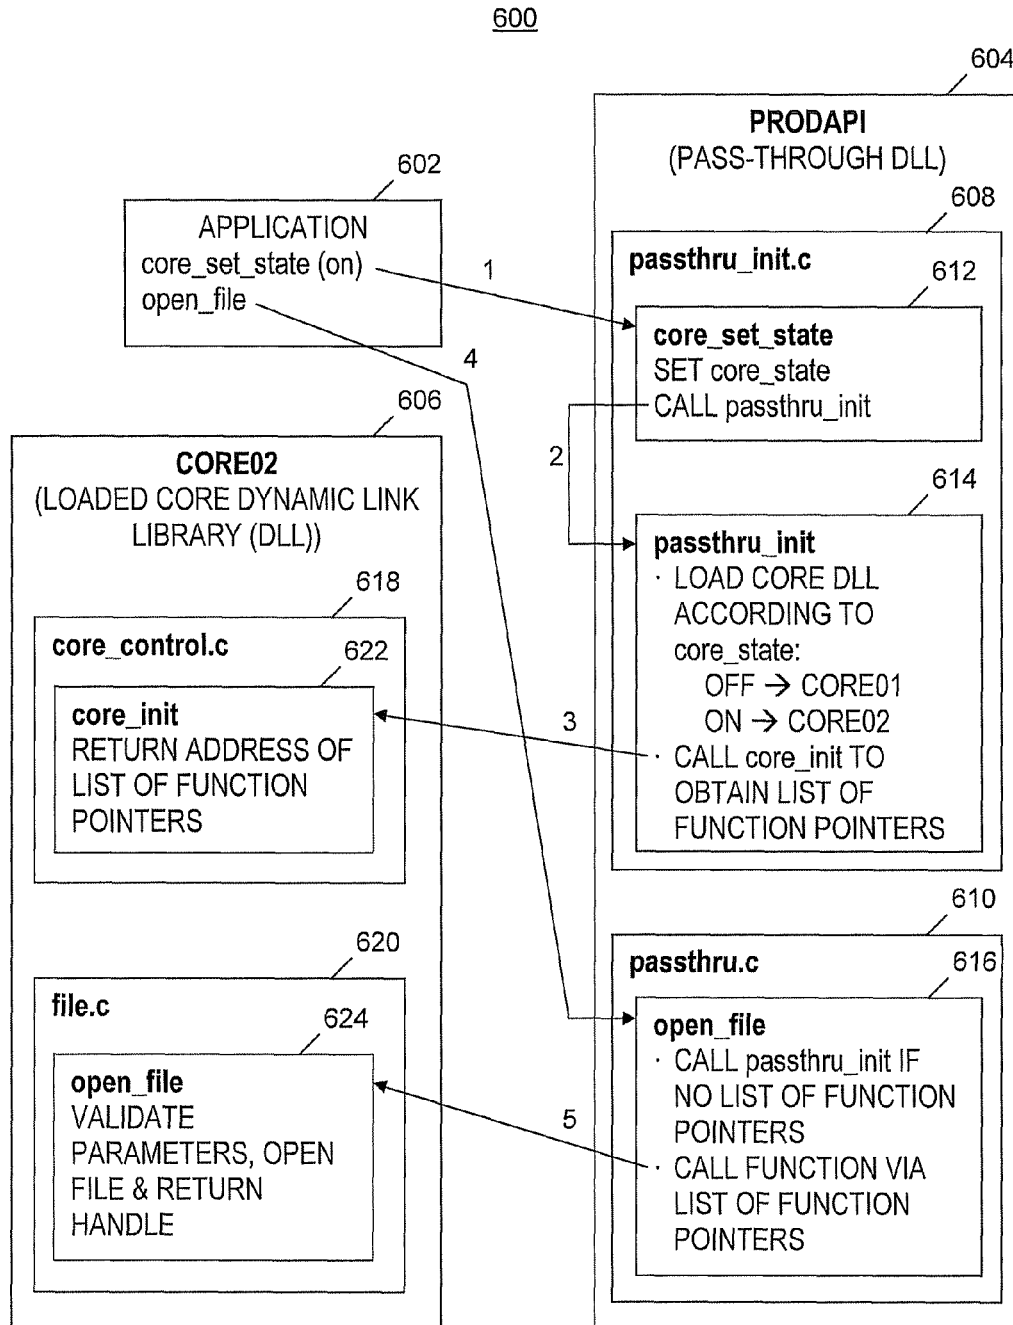 600
604
PRODAPI
(PASS-THROUGH DLL)
602
APPLICATION
core_set_state (on)
open_file
608
passthru_init.c
1
612
core_set_state
SET core_state
CALL passthru_init
4
2
606
CORE02
(LOADED CORE DYNAMIC LINK
LIBRARY (DLL))
614
passthru_init
· LOAD CORE DLL
ACCORDING TO
core_state:
OFF → CORE01
ON → CORE02
· CALL core_init TO
OBTAIN LIST OF
FUNCTION POINTERS
618
core_control.c
622
core_init
RETURN ADDRESS OF
LIST OF FUNCTION
POINTERS
3
610
passthru.c
616
open_file
· CALL passthru_init IF
NO LIST OF FUNCTION
POINTERS
· CALL FUNCTION VIA
LIST OF FUNCTION
POINTERS
620
file.c
624
open_file
VALIDATE
PARAMETERS, OPEN
FILE & RETURN
HANDLE
5